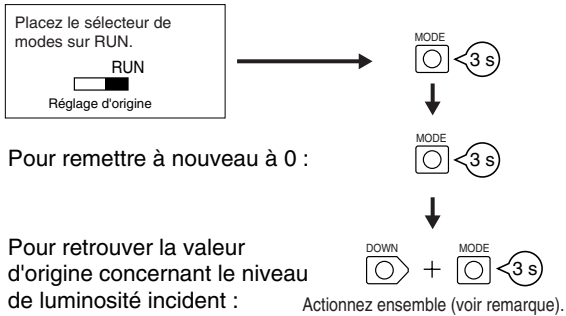 Placez le sélecteur de
modes sur RUN.
RUN
Réglage d'origine
MODE
3 s
Pour remettre à nouveau à 0 :
MODE
3 s
Pour retrouver la valeur
d'origine concernant le niveau
de luminosité incident :
DOWN
+
MODE
3 s
Actionnez ensemble (voir remarque).